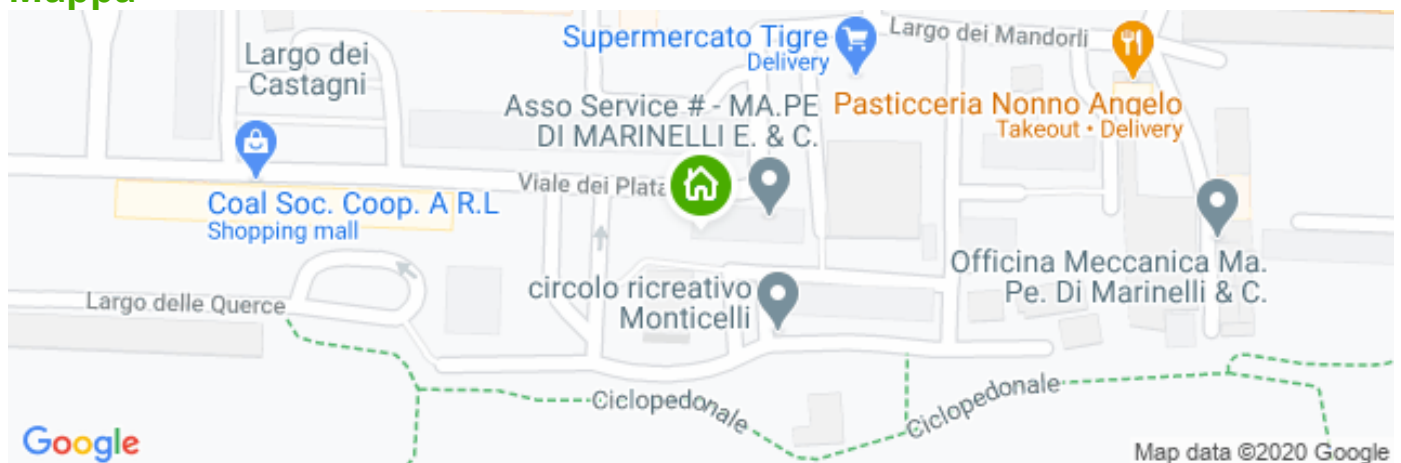 Mappa
Largo dei
Castagni
Supermercato Tigre
Delivery
Largo dei Mandorli
Asso Service # - MA.PE
DI MARINELLI E. & C.
Pasticceria Nonno Angelo
Takeout • Delivery
Viale dei Plata
Coal Soc. Coop. A R.L
Shopping mall
Officina Meccanica Ma.
Pe. Di Marinelli & C.
circolo ricreativo
Monticelli
Largo delle Querce
Ciclopedonale
Ciclopedonale
Google
Map data ©2020 Google